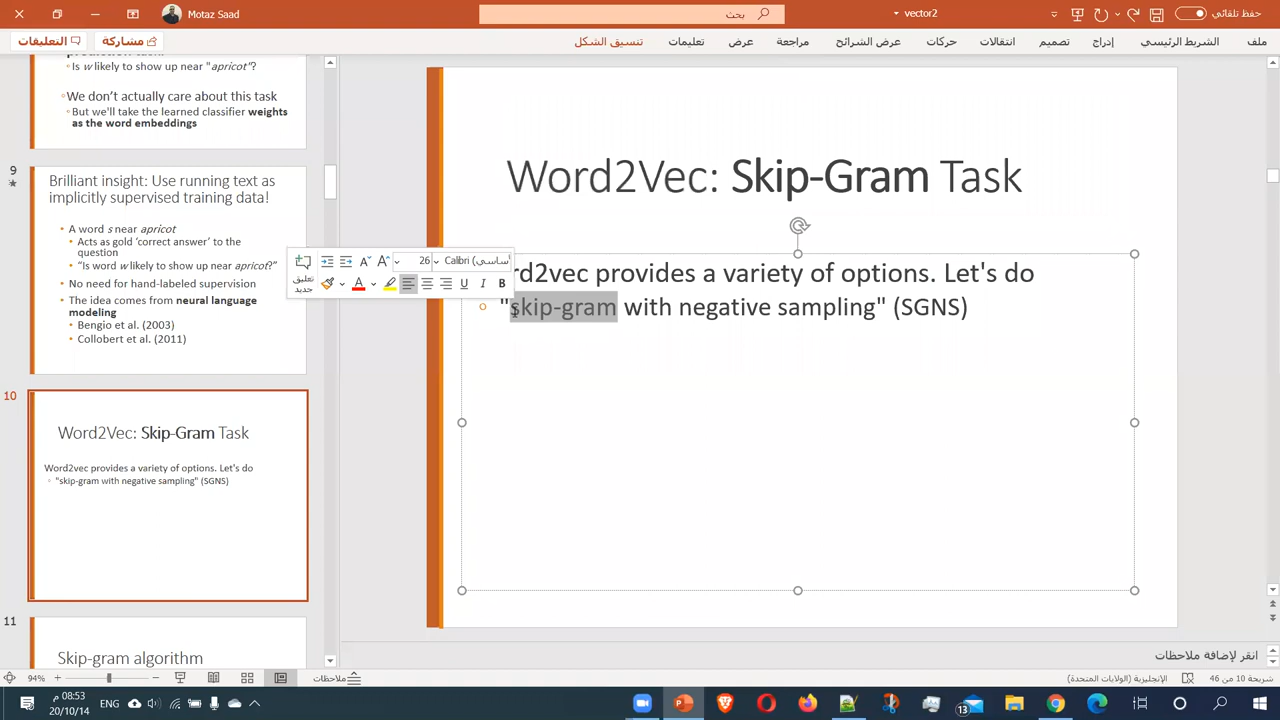 Motaz Saad
بحث
vector2
حفظ تلقائي
ملف
الشريط الرئيسي
إدراج
تصميم
انتقالات
حركات
عرض الشرائح
مراجعة
عرض
تعليمات
تنسيق الشكل
مشاركة
التعليقات
Is w likely to show up near "apricot"?
We don't actually care about this task
But we'll take the learned classifier weights
as the word embeddings
9
Brilliant insight: Use running text as
implicitly supervised training data!
A word s near apricot
Acts as gold 'correct answer' to the
question
"Is word w likely to show up near apricot?"
No need for hand-labeled supervision
The idea comes from neural language
modeling
Bengio et al. (2003)
Collobert et al. (2011)
10
Word2Vec: Skip-Gram Task
Word2vec provides a variety of options. Let's do
"skip-gram with negative sampling" (SGNS)
11
Skip-gram algorithm
Word2Vec: Skip-Gram Task
rd2vec provides a variety of options. Let's do
"skip-gram with negative sampling" (SGNS)
26
Calibri (أساسي
تعليق
جديد
A
A
A
U
I
B
انقر لإضافة ملاحظات
شريحة 10 من 46
الإنجليزية (الولايات المتحدة)
ملاحظات
94%
08:53 م
20/10/14
ENG
13